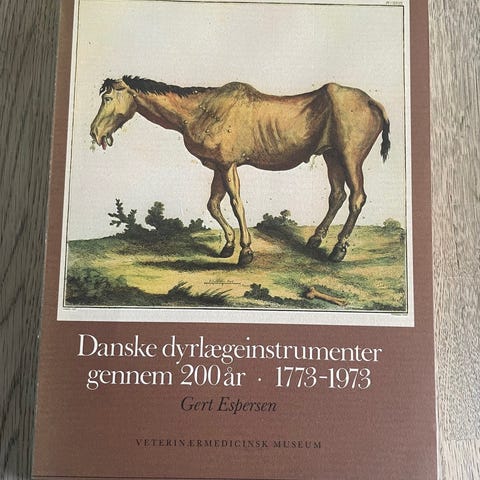 Danske dyrlægeinstrumenter
gennem 200 år · 1773-1973
Gert Espersen
VETERINÆRMEDICINSK MUSEUM